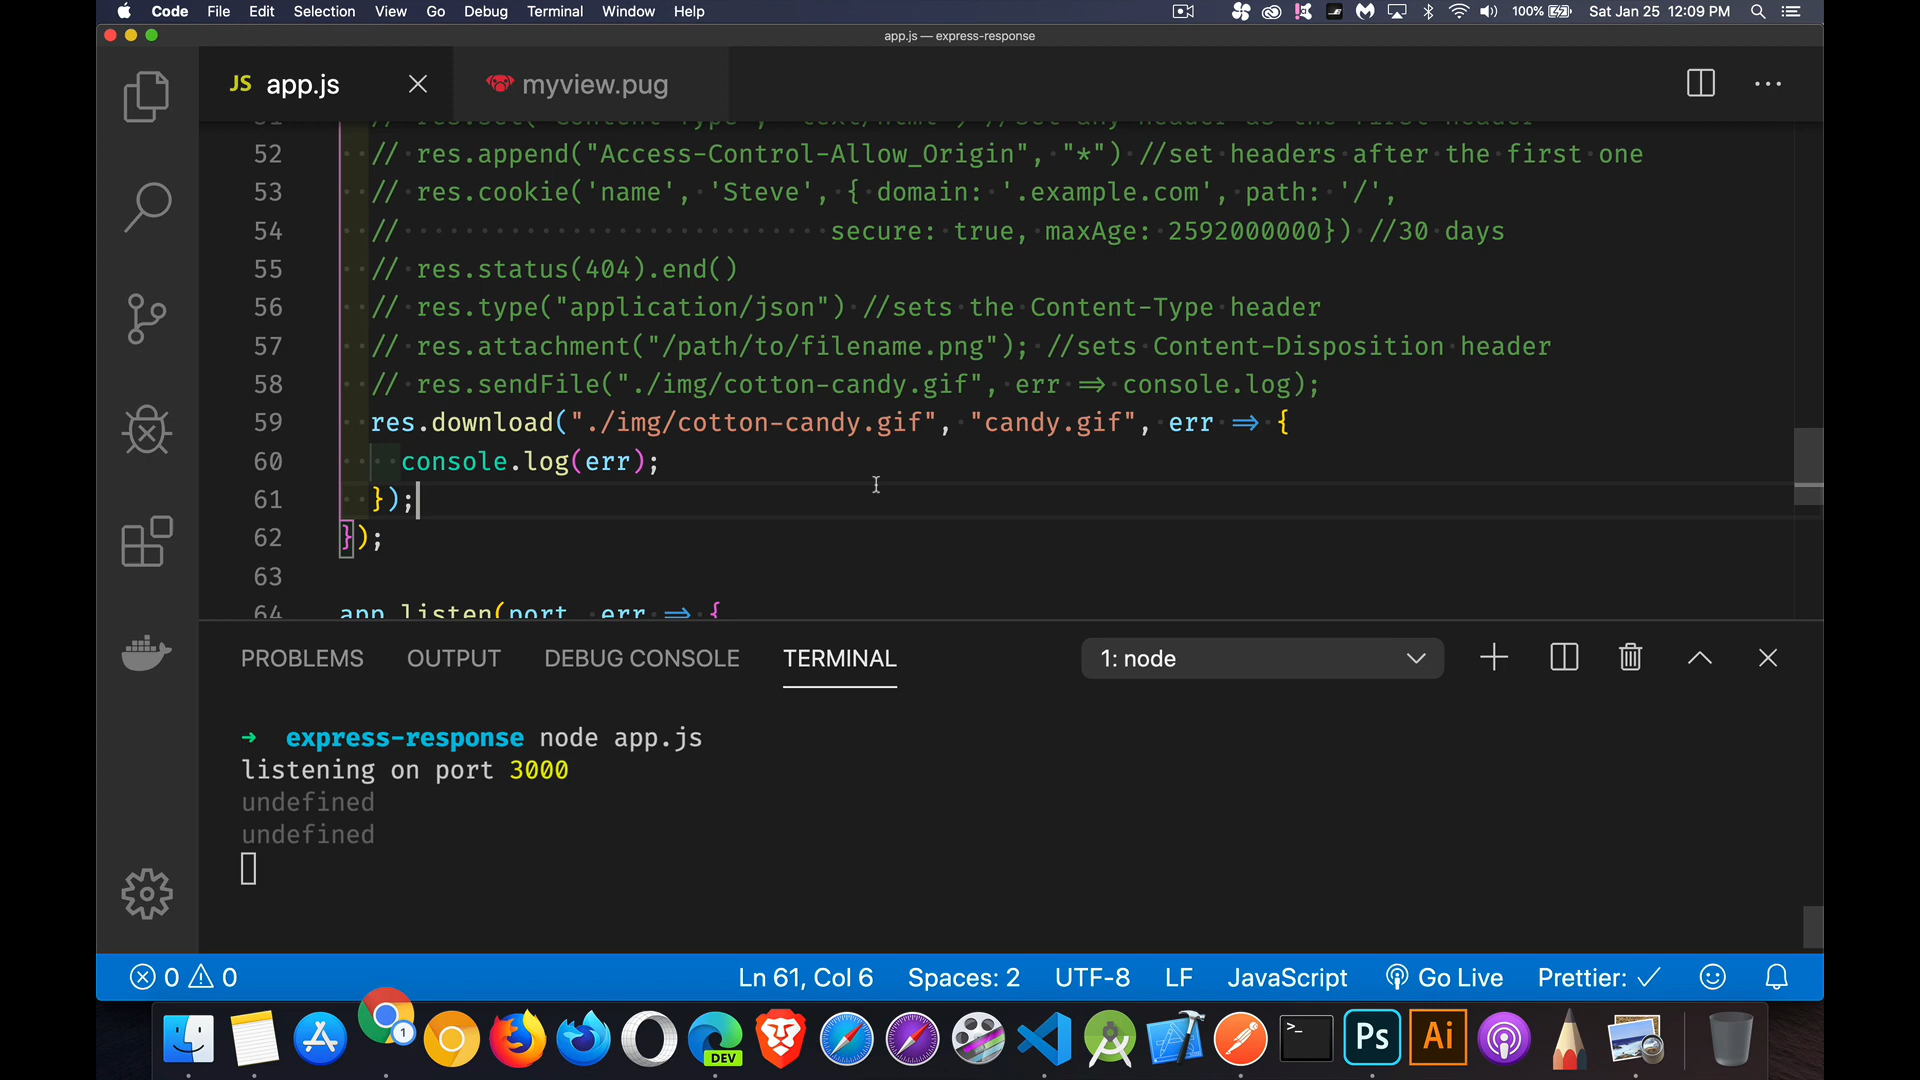 Code File Edit Selection View Go Debug Terminal Window Help 100% Sat Jan 25 12:09 PM
app.js — express-response
JS app.js myview.pug
52 // res.append("Access-Control-Allow_Origin", "*") //set headers after the first one
53 // res.cookie('name', 'Steve', { domain: '.example.com', path: '/',
54 // secure: true, maxAge: 2592000000}) //30 days
55 // res.status(404).end()
56 // res.type("application/json") //sets the Content-Type header
57 // res.attachment("/path/to/filename.png"); //sets Content-Disposition header
58 // res.sendFile("./img/cotton-candy.gif", err => console.log);
59 res.download("./img/cotton-candy.gif", "candy.gif", err => {
60 console.log(err);
61 });
62 });
63
64 app.listen(port, err => {
PROBLEMS OUTPUT DEBUG CONSOLE TERMINAL 1: node
→ express-response node app.js
listening on port 3000
undefined
undefined
0 0 Ln 61, Col 6 Spaces: 2 UTF-8 LF JavaScript Go Live Prettier: ✓
1 DEV >_ Ps Ai